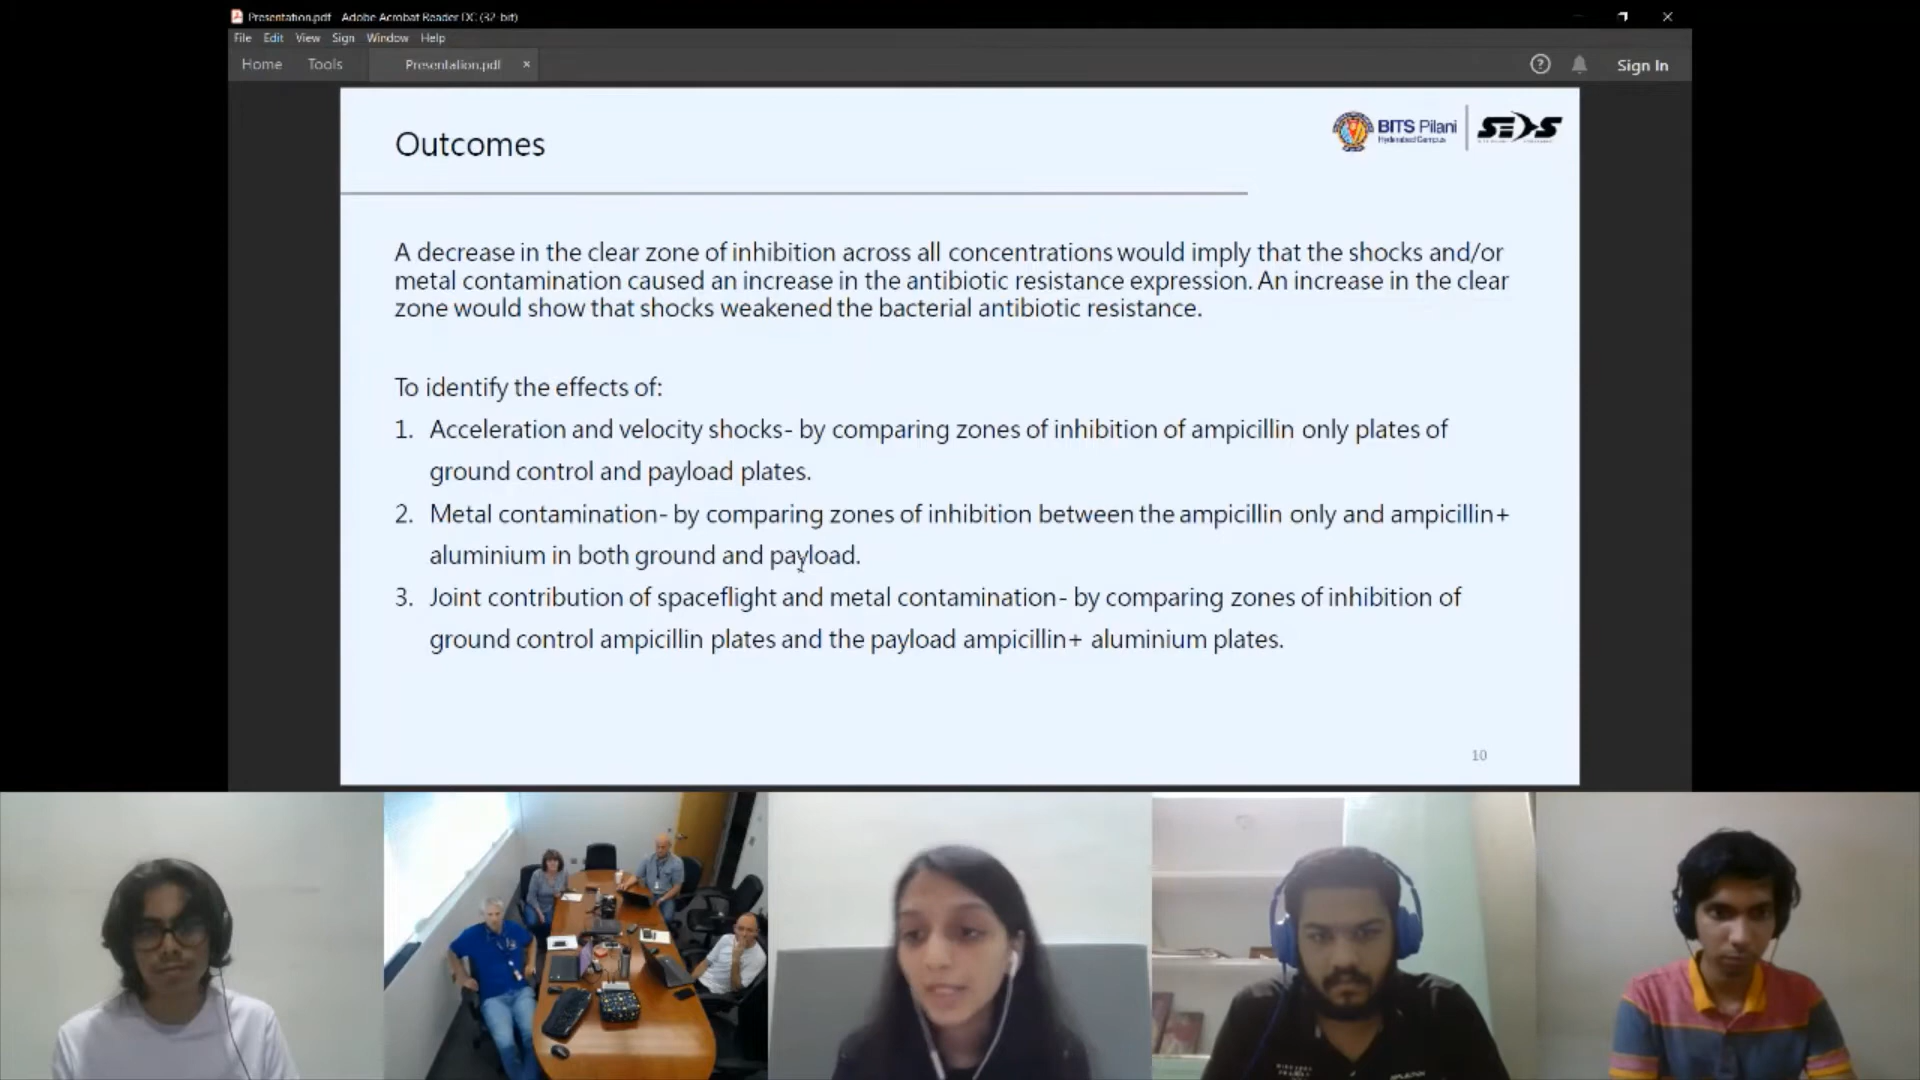 Presentation.pdf - Adobe Acrobat Reader DC (32-bit)
File Edit View Sign Window Help
Home Tools Presentation.pdf × Sign In
Outcomes
BITS Pilani
Hyderabad Campus
SEDS
A decrease in the clear zone of inhibition across all concentrations would imply that the shocks and/or
metal contamination caused an increase in the antibiotic resistance expression. An increase in the clear
zone would show that shocks weakened the bacterial antibiotic resistance.
To identify the effects of:
1. Acceleration and velocity shocks- by comparing zones of inhibition of ampicillin only plates of
ground control and payload plates.
2. Metal contamination- by comparing zones of inhibition between the ampicillin only and ampicillin+
aluminium in both ground and payload.
3. Joint contribution of spaceflight and metal contamination- by comparing zones of inhibition of
ground control ampicillin plates and the payload ampicillin+ aluminium plates.
10